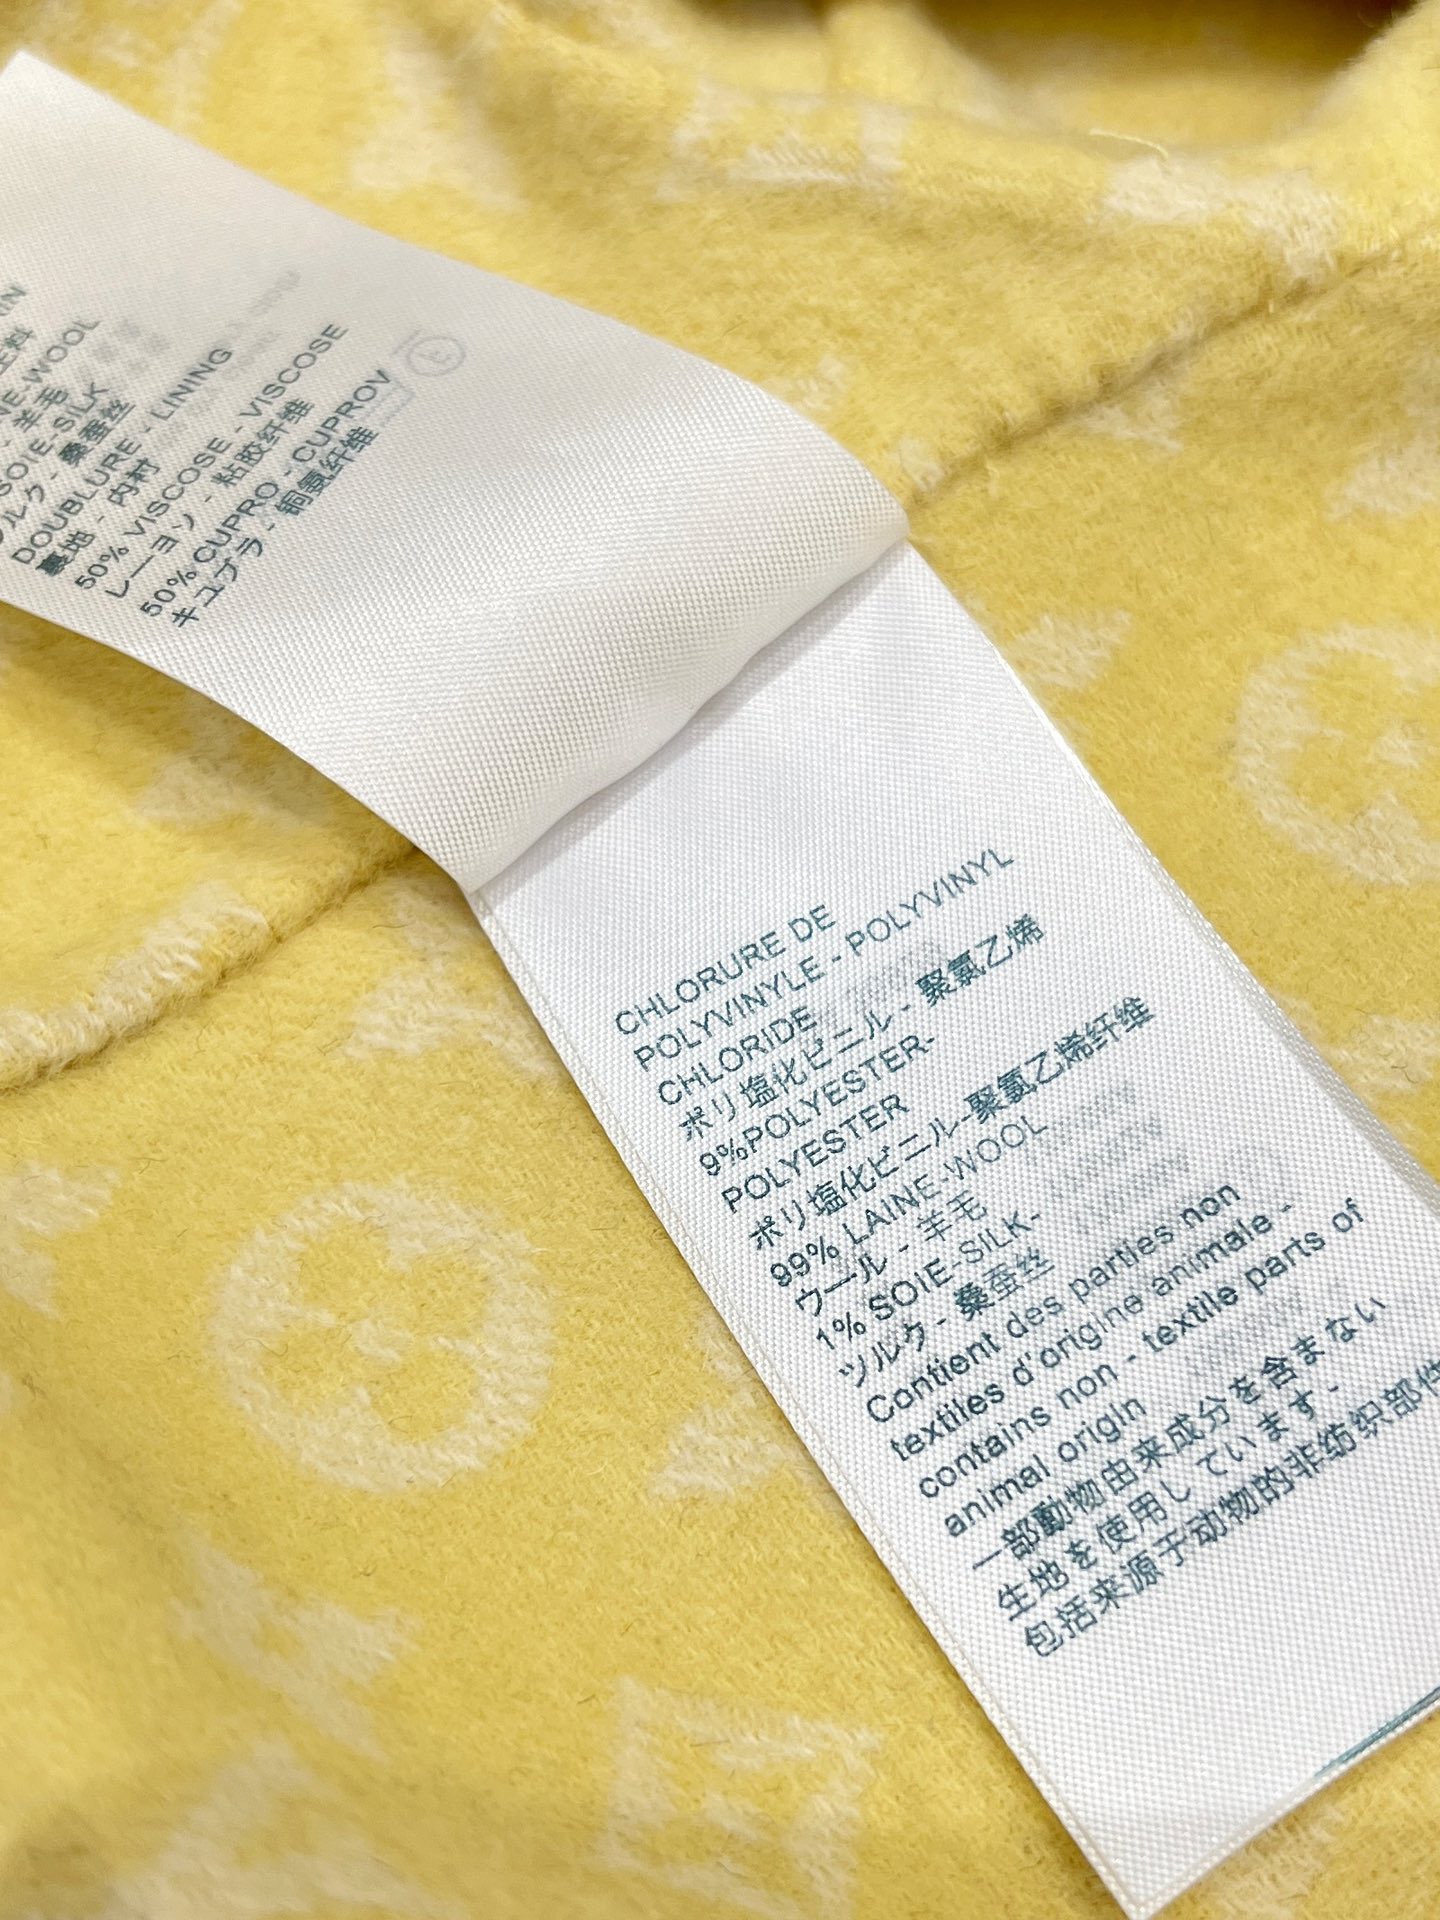 NE-WOOL
- 羊毛
SOIE-SILK
ルク - 桑蚕丝
DOUBLURE - LINING
裏地 - 内村
50% VISCOSE - VISCOSE
レーヨン - 粘胶纤维
50% CUPRO - CUPROV
キュプラ - 铜氨纤维
CHLORURE DE
POLYVINYLE - POLYVINYL
CHLORIDE
ポリ塩化ビニル - 聚氯乙烯
9%POLYESTER-
POLYESTER
ポリ塩化ビニル-聚氯乙烯纤维
99% LAINE-WOOL
ウール - 羊毛
1% SOIE-SILK-
ツルク - 桑蚕丝
Contient des parties non
textiles d'origine animale -
contains non - textile parts of
animal origin
一部動物由来成分を含まない
生地を使用しています-
包括来源于动物的非纺织部件